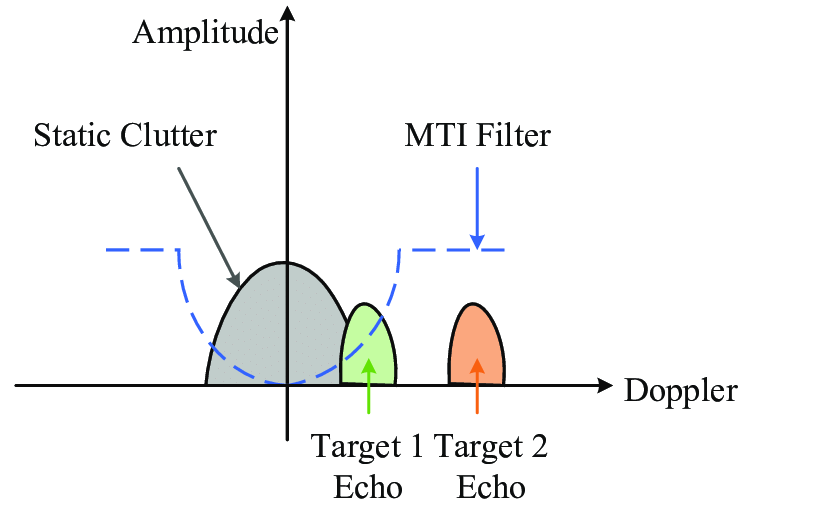 Amplitude
Static Clutter
MTI Filter
Doppler
Target 1
Echo
Target 2
Echo